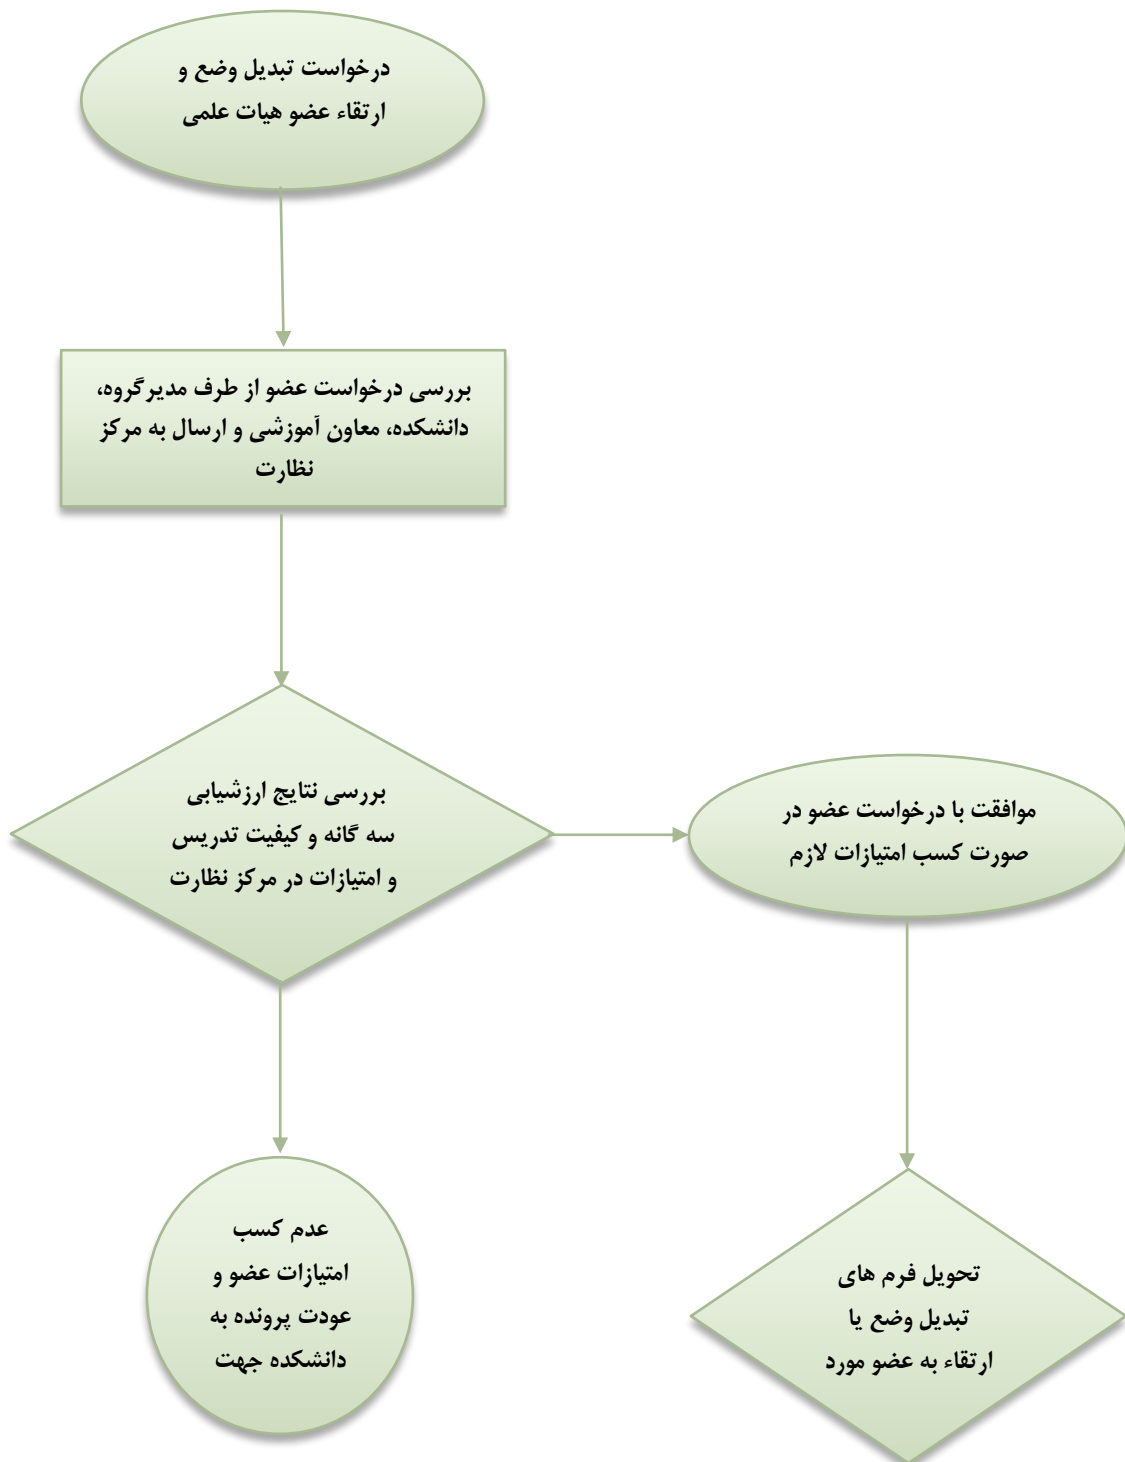 درخواست تبدیل وضع و
ارتقاء عضو هیات علمی
بررسی درخواست عضو از طرف مدیرگروه،
دانشکده، معاون آموزشی و ارسال به مرکز
نظارت
بررسی نتایج ارزشیابی
سه گانه و کیفیت تدریس
و امتیازات در مرکز نظارت
موافقت با درخواست عضو در
صورت کسب امتیازات لازم
عدم کسب
امتیازات عضو و
عودت پرونده به
دانشکده جهت
تحویل فرم های
تبدیل وضع یا
ارتقاء به عضو مورد